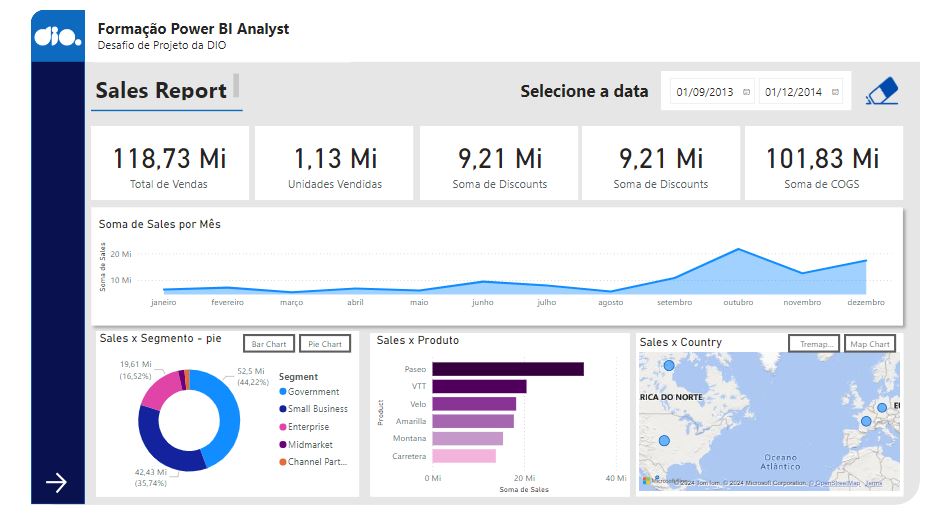 dio.
Formação Power BI Analyst
Desafio de Projeto da DIO
Sales Report
Selecione a data
01/09/2013
01/12/2014
118,73 Mi
Total de Vendas
1,13 Mi
Unidades Vendidas
9,21 Mi
Soma de Discounts
9,21 Mi
Soma de Discounts
101,83 Mi
Soma de COGS
Soma de Sales por Mês
Soma de Sales
20 Mi
10 Mi
janeiro fevereiro março abril maio junho julho agosto setembro outubro novembro dezembro
Sales x Segmento - pie
Bar Chart
Pie Chart
19,61 Mi
(16,52%)
52,5 Mi
(44,22%)
42,43 Mi
(35,74%)
Segment
Government
Small Business
Enterprise
Midmarket
Channel Part...
Sales x Produto
Product
Paseo
VTT
Velo
Amarilla
Montana
Carretera
0 Mi 20 Mi 40 Mi
Soma de Sales
Sales x Country
Tremap...
Map Chart
RICA DO NORTE
E
Oceano
Atlântico
© 2024 TomTom, © 2024 Microsoft Corporation, © OpenStreetMap Terms